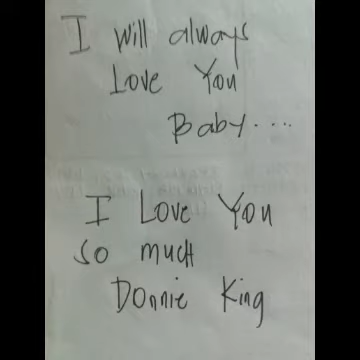 I will always
Love You
Baby....
I Love You
so much
Donnie King